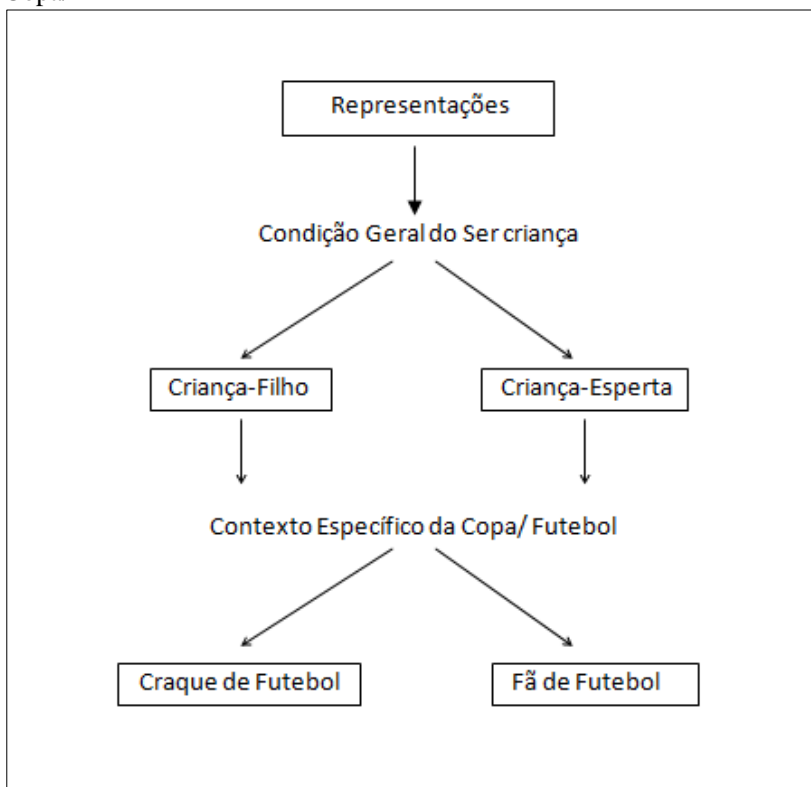 Representações
Condição Geral do Ser criança
Criança-Filho Criança-Esperta
Contexto Específico da Copa/ Futebol
Craque de Futebol Fã de Futebol